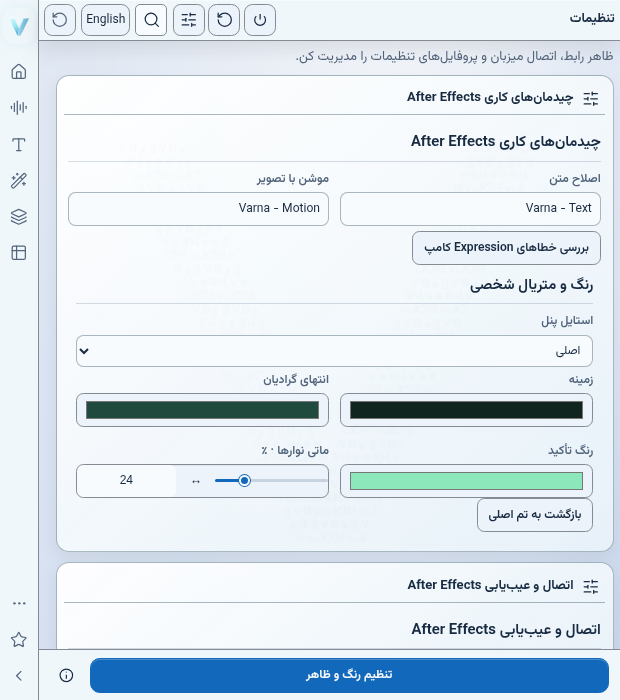 تنظیمات
English
ظاهر رابط، اتصال میزبان و پروفایل‌های تنظیمات را مدیریت کن.
چیدمان‌های کاری After Effects
چیدمان‌های کاری After Effects
اصلاح متن
موشن با تصویر
Varna - Text
Varna - Motion
بررسی خطاهای Expression کامپ
رنگ و متریال شخصی
استایل پنل
اصلی
زمینه
انتهای گرادیان
رنگ تأکید
ماتی نوارها · ٪
24
بازگشت به تم اصلی
اتصال و عیب‌یابی After Effects
اتصال و عیب‌یابی After Effects
تنظیم رنگ و ظاهر